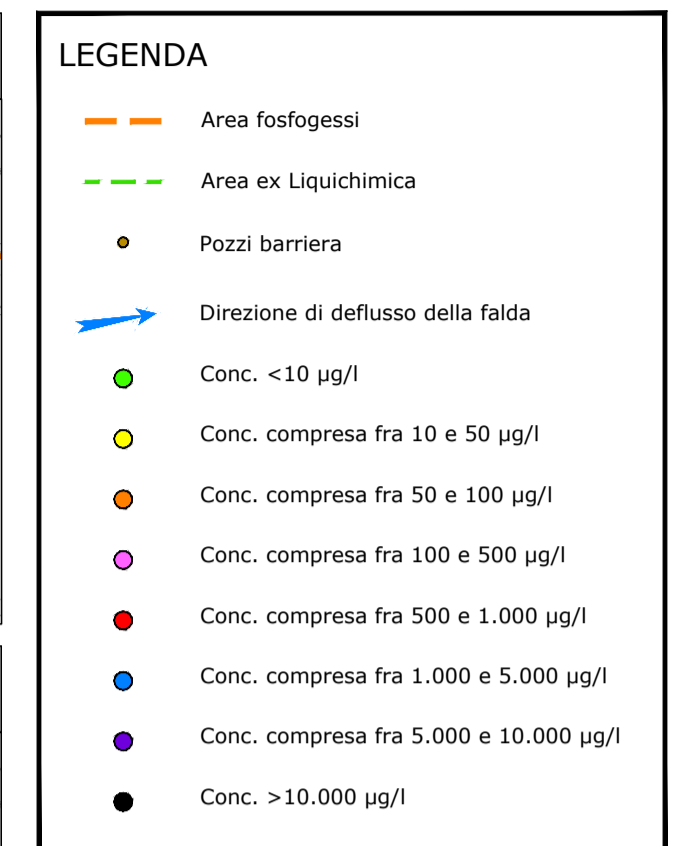 LEGENDA
Area fosfogessi
Area ex Liquichimica
Pozzi barriera
Direzione di deflusso della falda
Conc. <10 µg/l
Conc. compresa fra 10 e 50 µg/l
Conc. compresa fra 50 e 100 µg/l
Conc. compresa fra 100 e 500 µg/l
Conc. compresa fra 500 e 1.000 µg/l
Conc. compresa fra 1.000 e 5.000 µg/l
Conc. compresa fra 5.000 e 10.000 µg/l
Conc. >10.000 µg/l